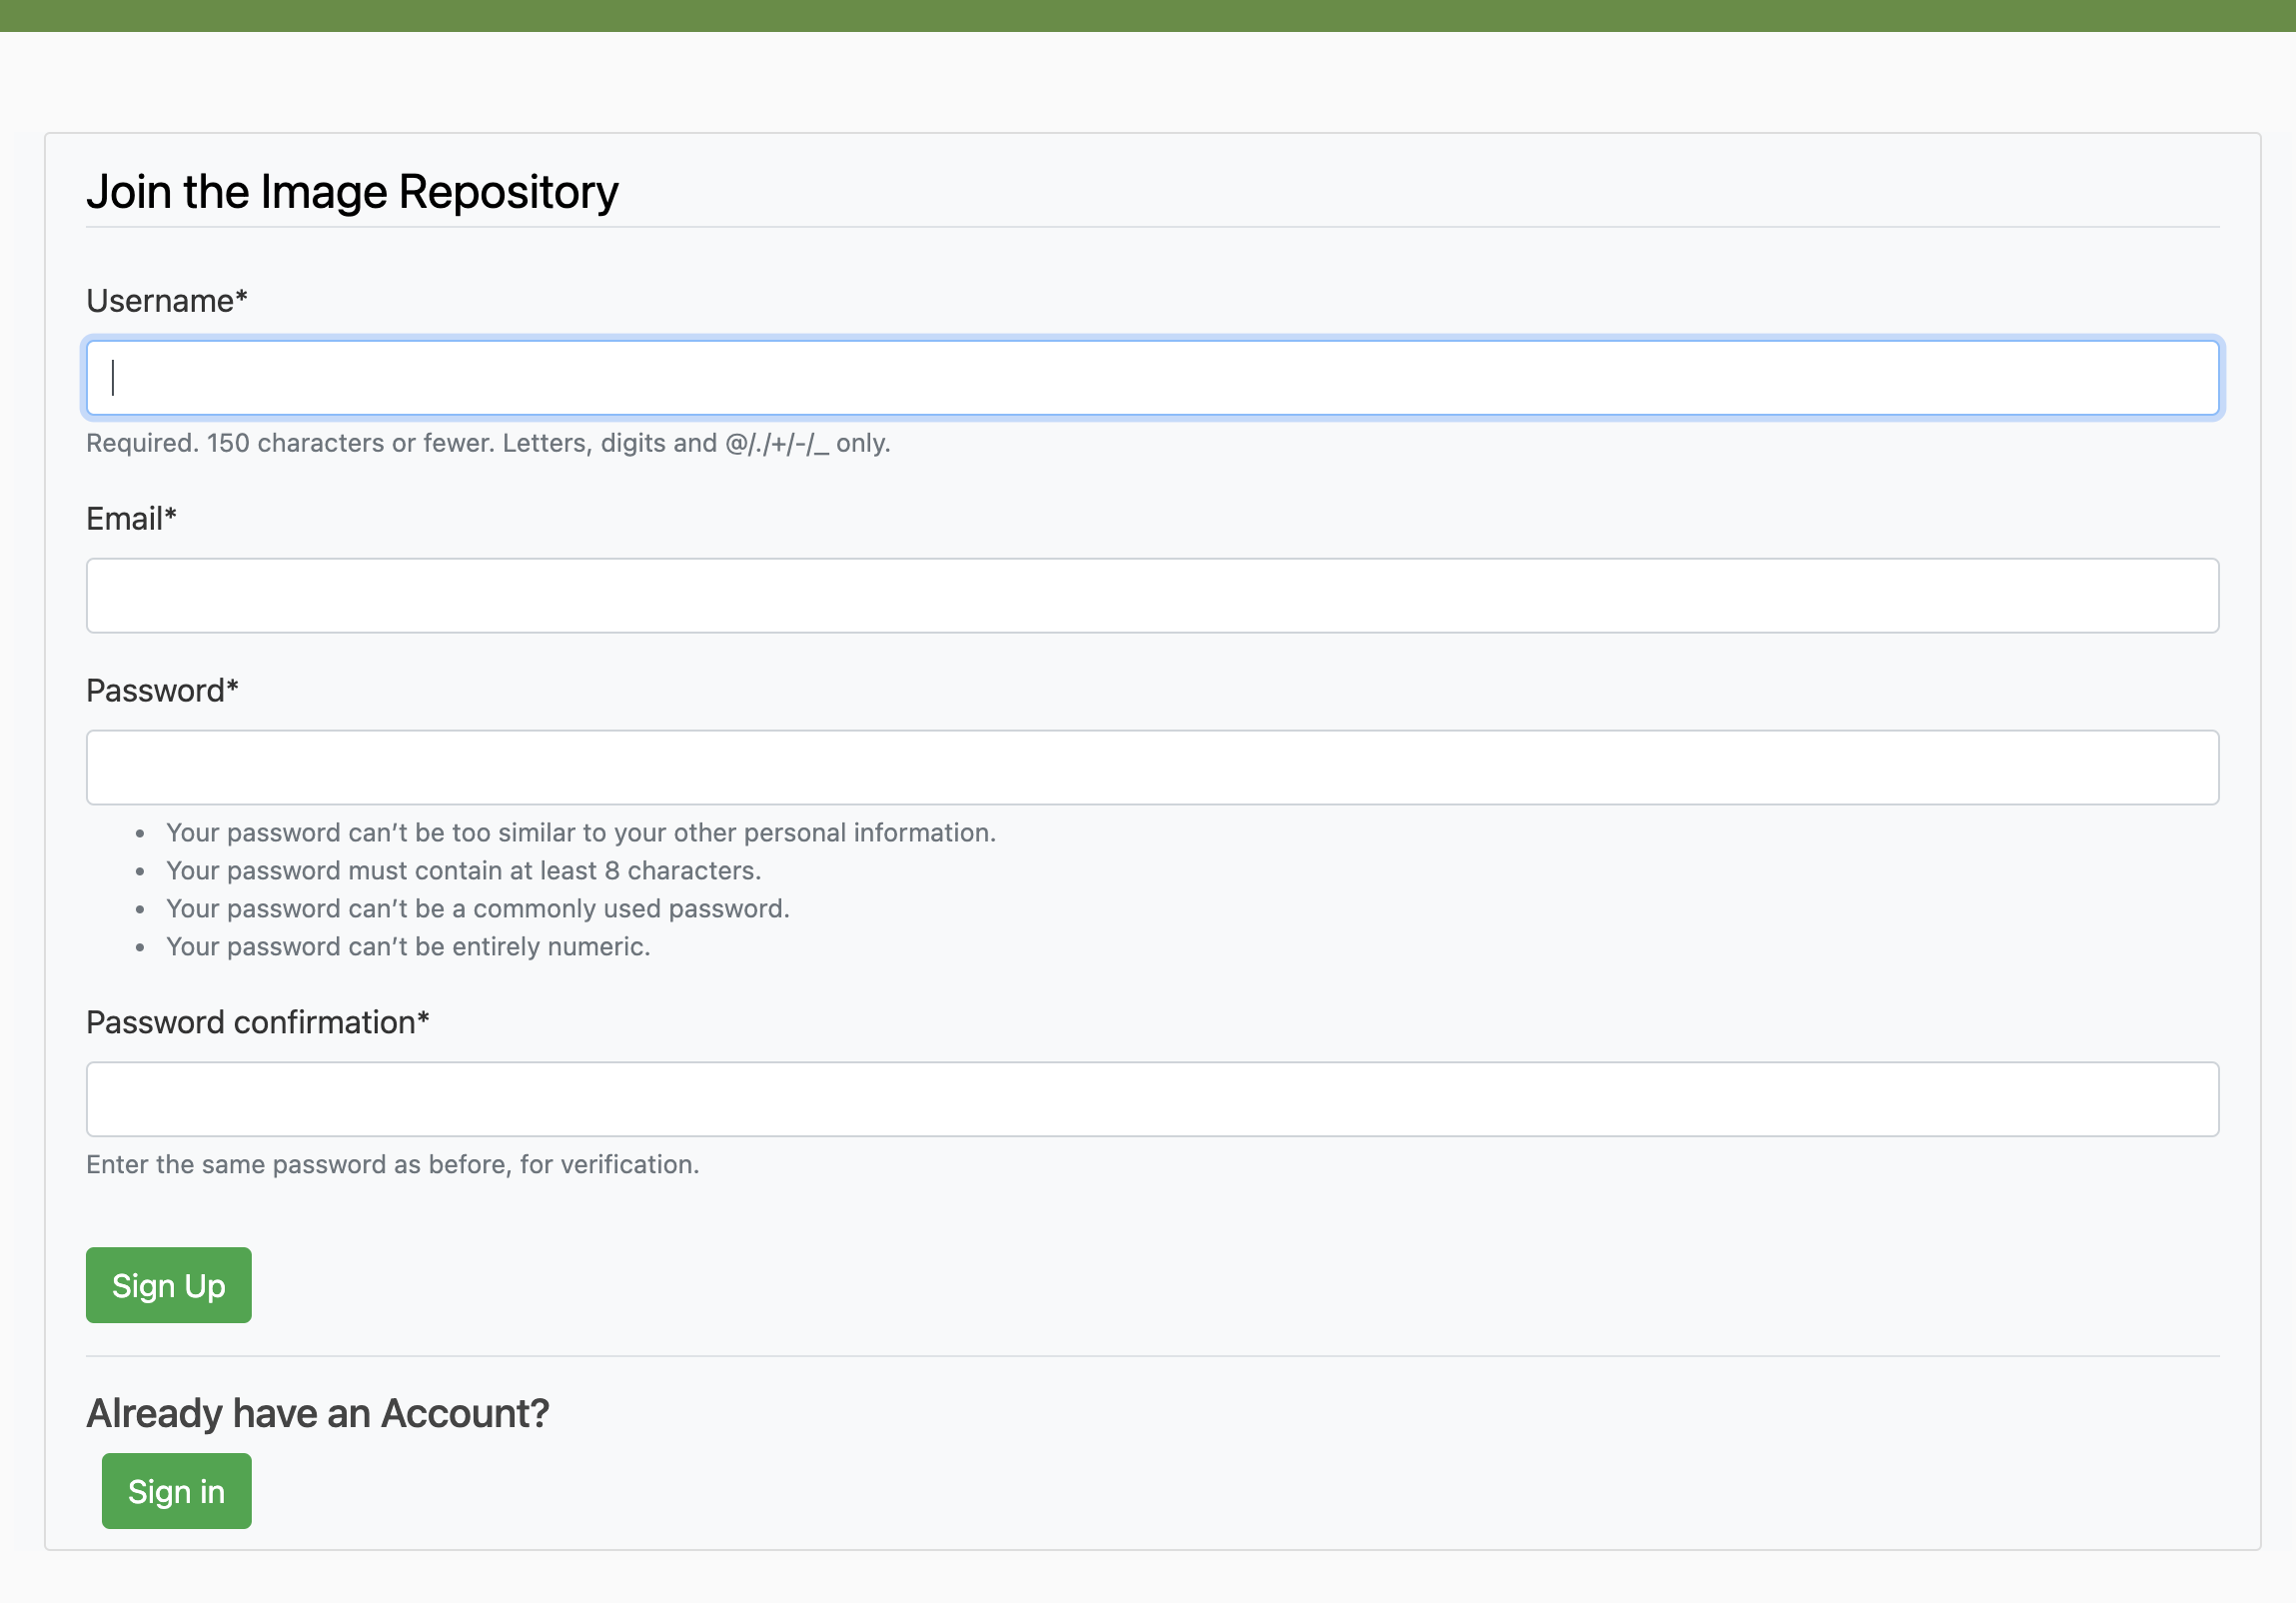 Join the Image Repository
Username*
Required. 150 characters or fewer. Letters, digits and @/./+/-/_ only.
Email*
Password*
• Your password can’t be too similar to your other personal information.
• Your password must contain at least 8 characters.
• Your password can’t be a commonly used password.
• Your password can’t be entirely numeric.
Password confirmation*
Enter the same password as before, for verification.
Sign Up
Already have an Account?
Sign in